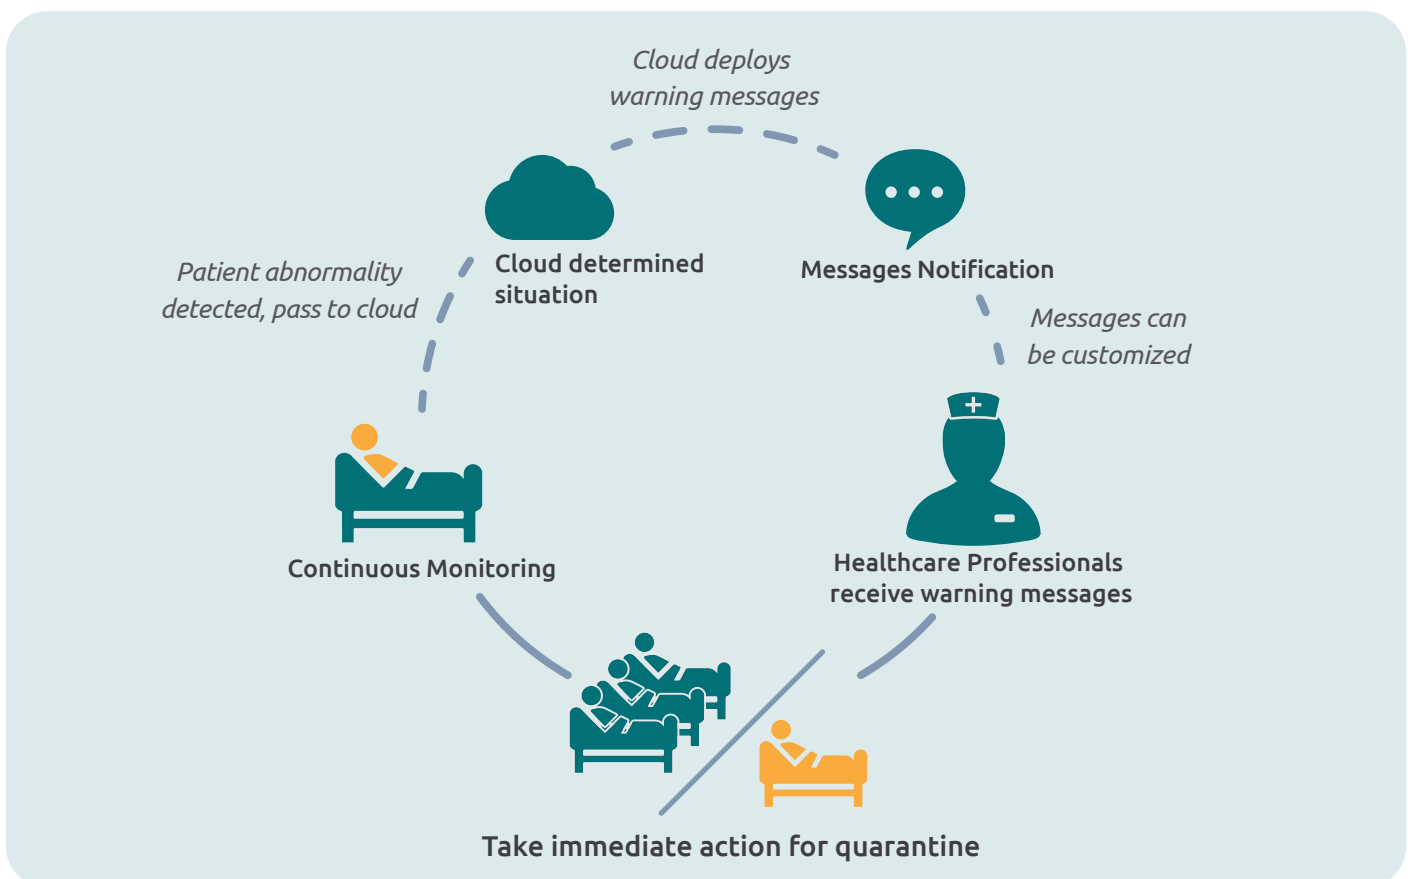 Cloud deploys
warning messages
Patient abnormality
detected, pass to cloud
Cloud determined
situation
Messages Notification
Messages can
be customized
Continuous Monitoring
Healthcare Professionals
receive warning messages
Take immediate action for quarantine